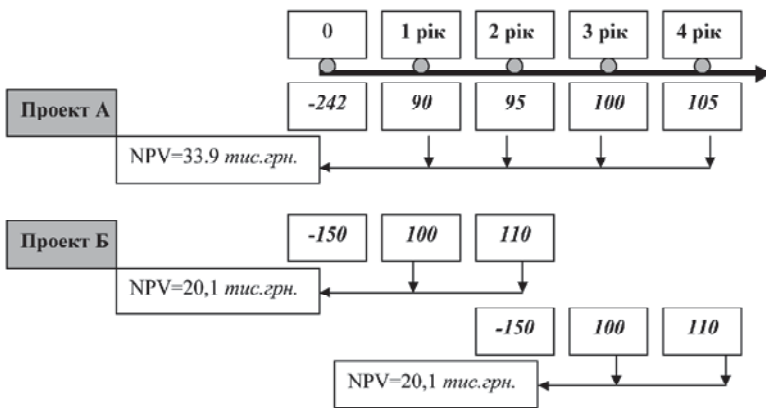 0 1 рік 2 рік 3 рік 4 рік
Проект А -242 90 95 100 105
NPV=33.9 тис.грн.
Проект Б -150 100 110
NPV=20,1 тис.грн.
-150 100 110
NPV=20,1 тис.грн.